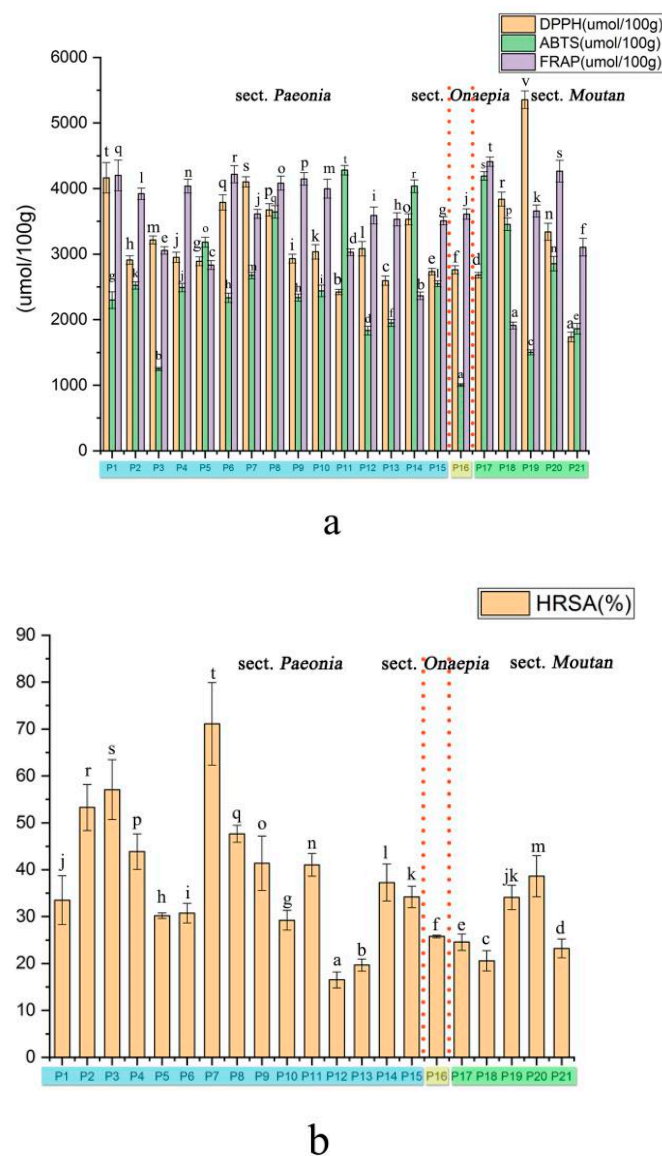 DPPH(umol/100g)
ABTS(umol/100g)
FRAP(umol/100g)
sect. Paeonia
sect. Onaepia
sect. Moutan
(umol/100g)
6000
5000
4000
3000
2000
1000
0
t g q
h k l
m b e
j i n
g o c
q h r
s m j
p q o
i h p
k i m
b t d
l d i
c f h
o r b
e l g
f a j
d s t
r p a
v c k
n n s
a e f
P1 P2 P3 P4 P5 P6 P7 P8 P9 P10 P11 P12 P13 P14 P15 P16 P17 P18 P19 P20 P21
a
HRSA(%)
sect. Paeonia
sect. Onaepia
sect. Moutan
90
80
70
60
50
40
30
20
10
0
j r s p h i t q o g n a b l k f e c jk m d
P1 P2 P3 P4 P5 P6 P7 P8 P9 P10 P11 P12 P13 P14 P15 P16 P17 P18 P19 P20 P21
b